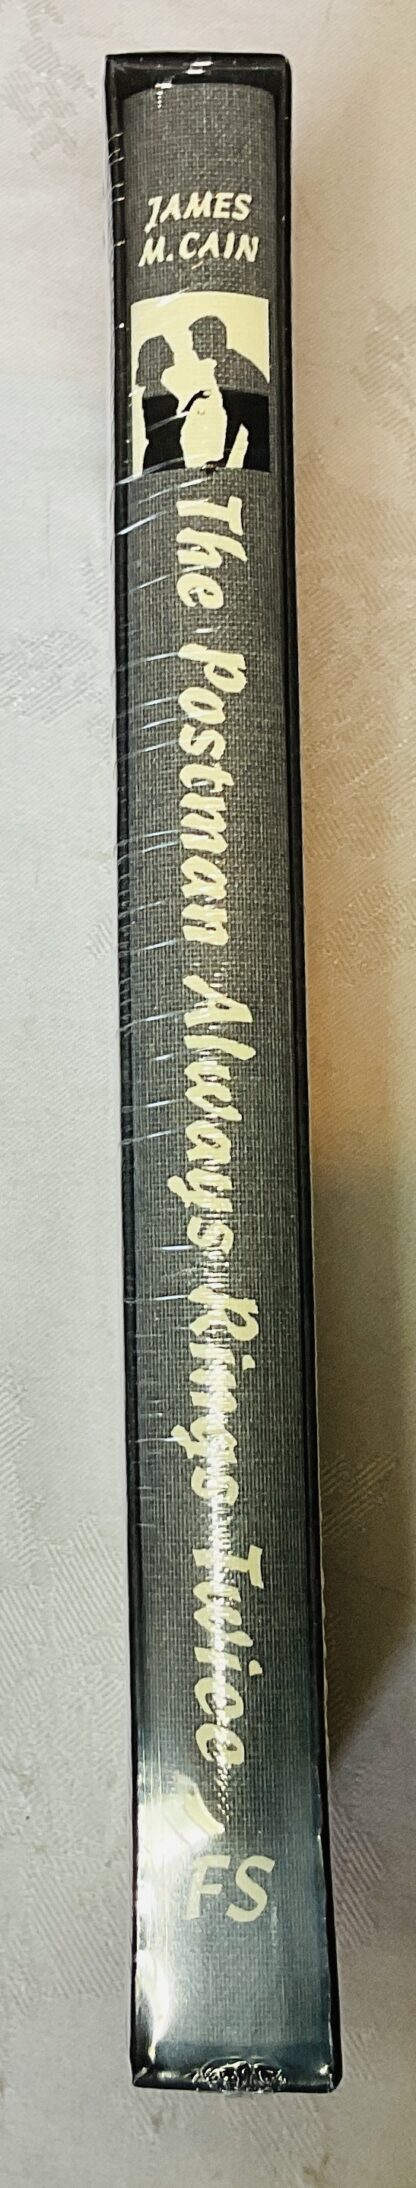 JAMES
M. CAIN
The Postman Always Rings Twice
FS